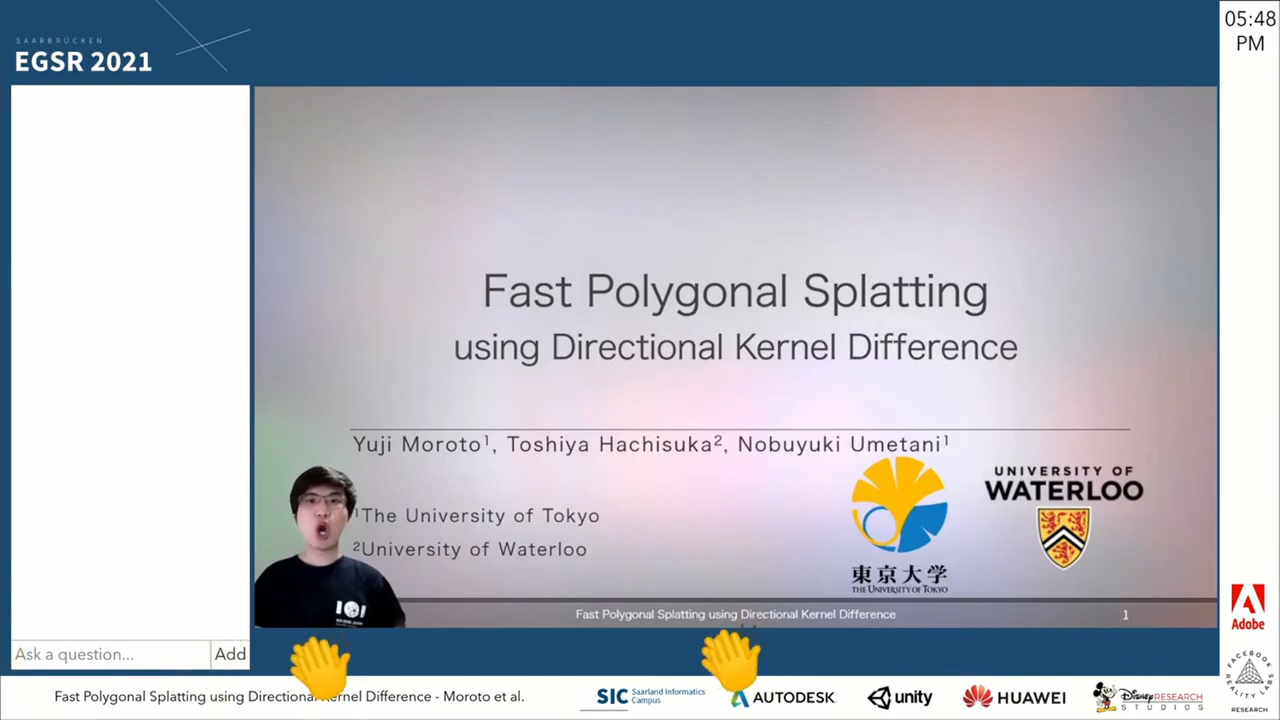 SAARBRÜCKEN
EGSR 2021
05:48
PM
Fast Polygonal Splatting
using Directional Kernel Difference
Yuji Moroto¹, Toshiya Hachisuka², Nobuyuki Umetani¹
¹The University of Tokyo
²University of Waterloo
東京大学
THE UNIVERSITY OF TOKYO
UNIVERSITY OF
WATERLOO
Fast Polygonal Splatting using Directional Kernel Difference
1
Ask a question...
Add
Fast Polygonal Splatting using Directional Kernel Difference - Moroto et al.
SIC Saarland Informatics
Campus
AUTODESK
unity
HUAWEI
Disney RESEARCH
STUDIOS
Adobe
FACEBOOK
REALITY LABS
RESEARCH